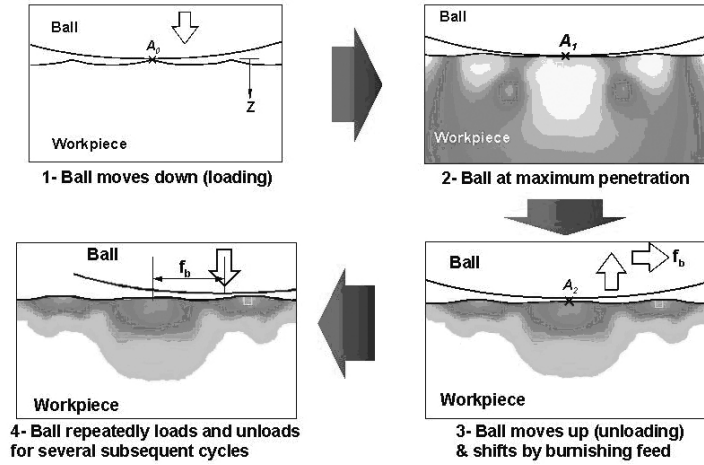 Ball
A0
Z
Workpiece
1- Ball moves down (loading)
Ball
A1
Workpiece
2- Ball at maximum penetration
Ball
fb
A2
Workpiece
3- Ball moves up (unloading)
& shifts by burnishing feed
Ball
fb
Workpiece
4- Ball repeatedly loads and unloads
for several subsequent cycles